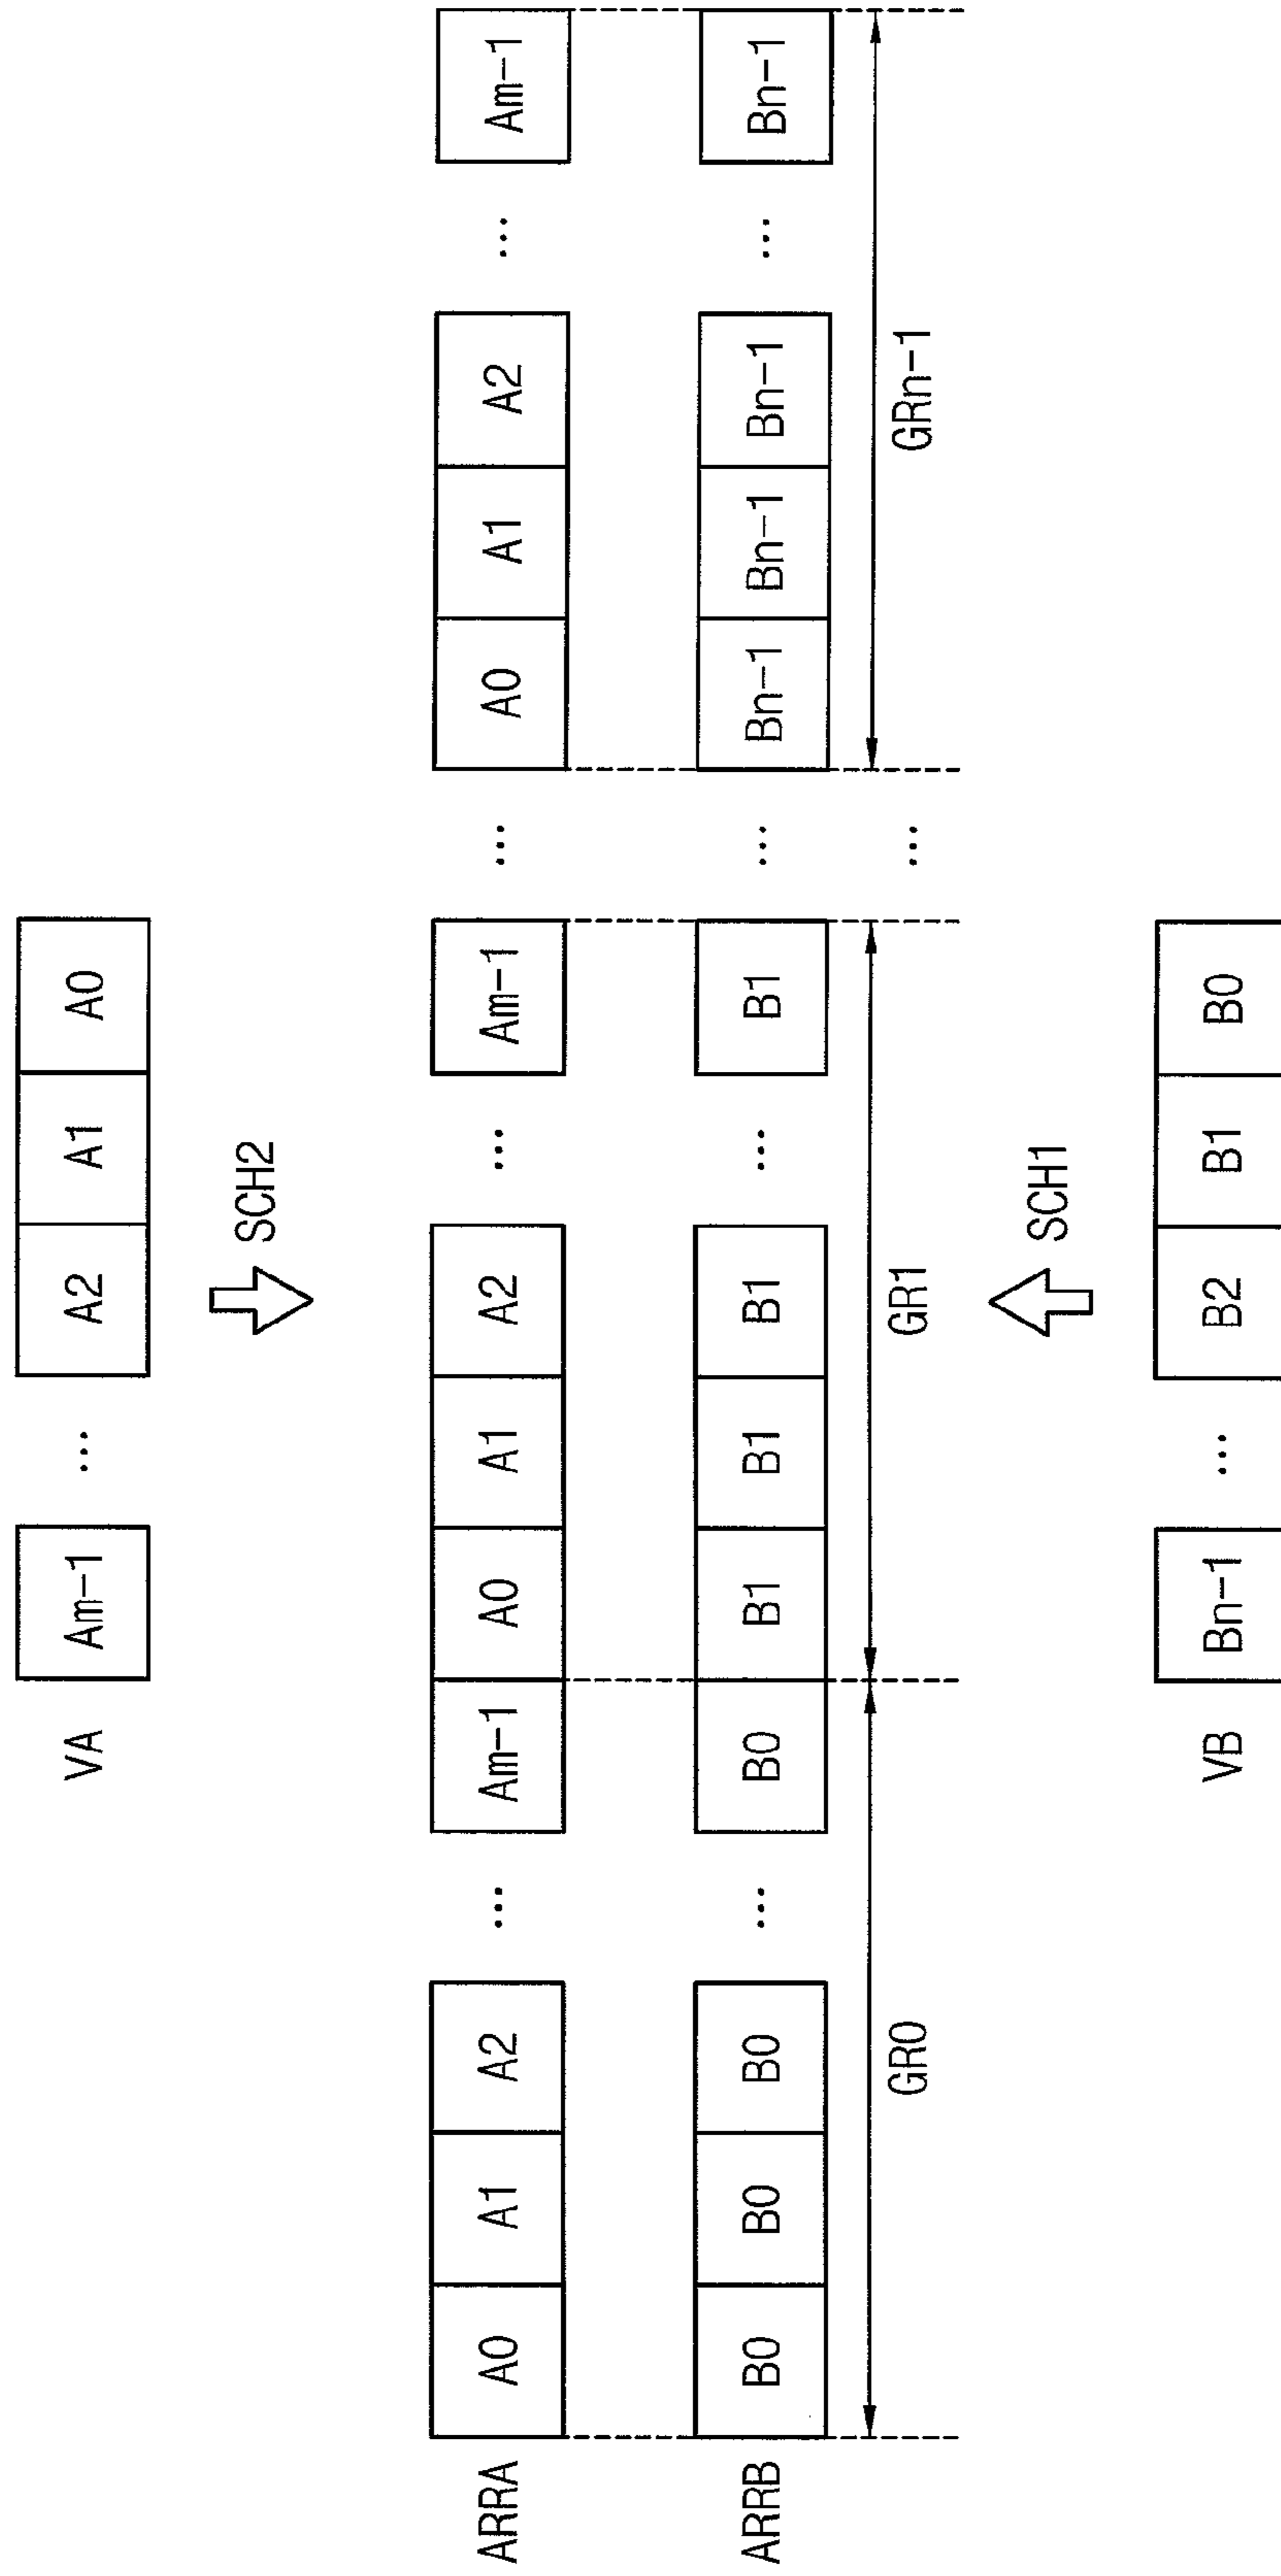 VA Am-1 ... A2 A1 A0
SCH2
ARRA A0 A1 A2 ... Am-1 A0 A1 A2 ... Am-1 ... A0 A1 A2 ... Am-1
ARRB B0 B0 B0 ... B0 B1 B1 B1 ... B1 ... Bn-1 Bn-1 Bn-1 ... Bn-1
GR0 GR1 ... GRn-1
SCH1
VB Bn-1 ... B2 B1 B0